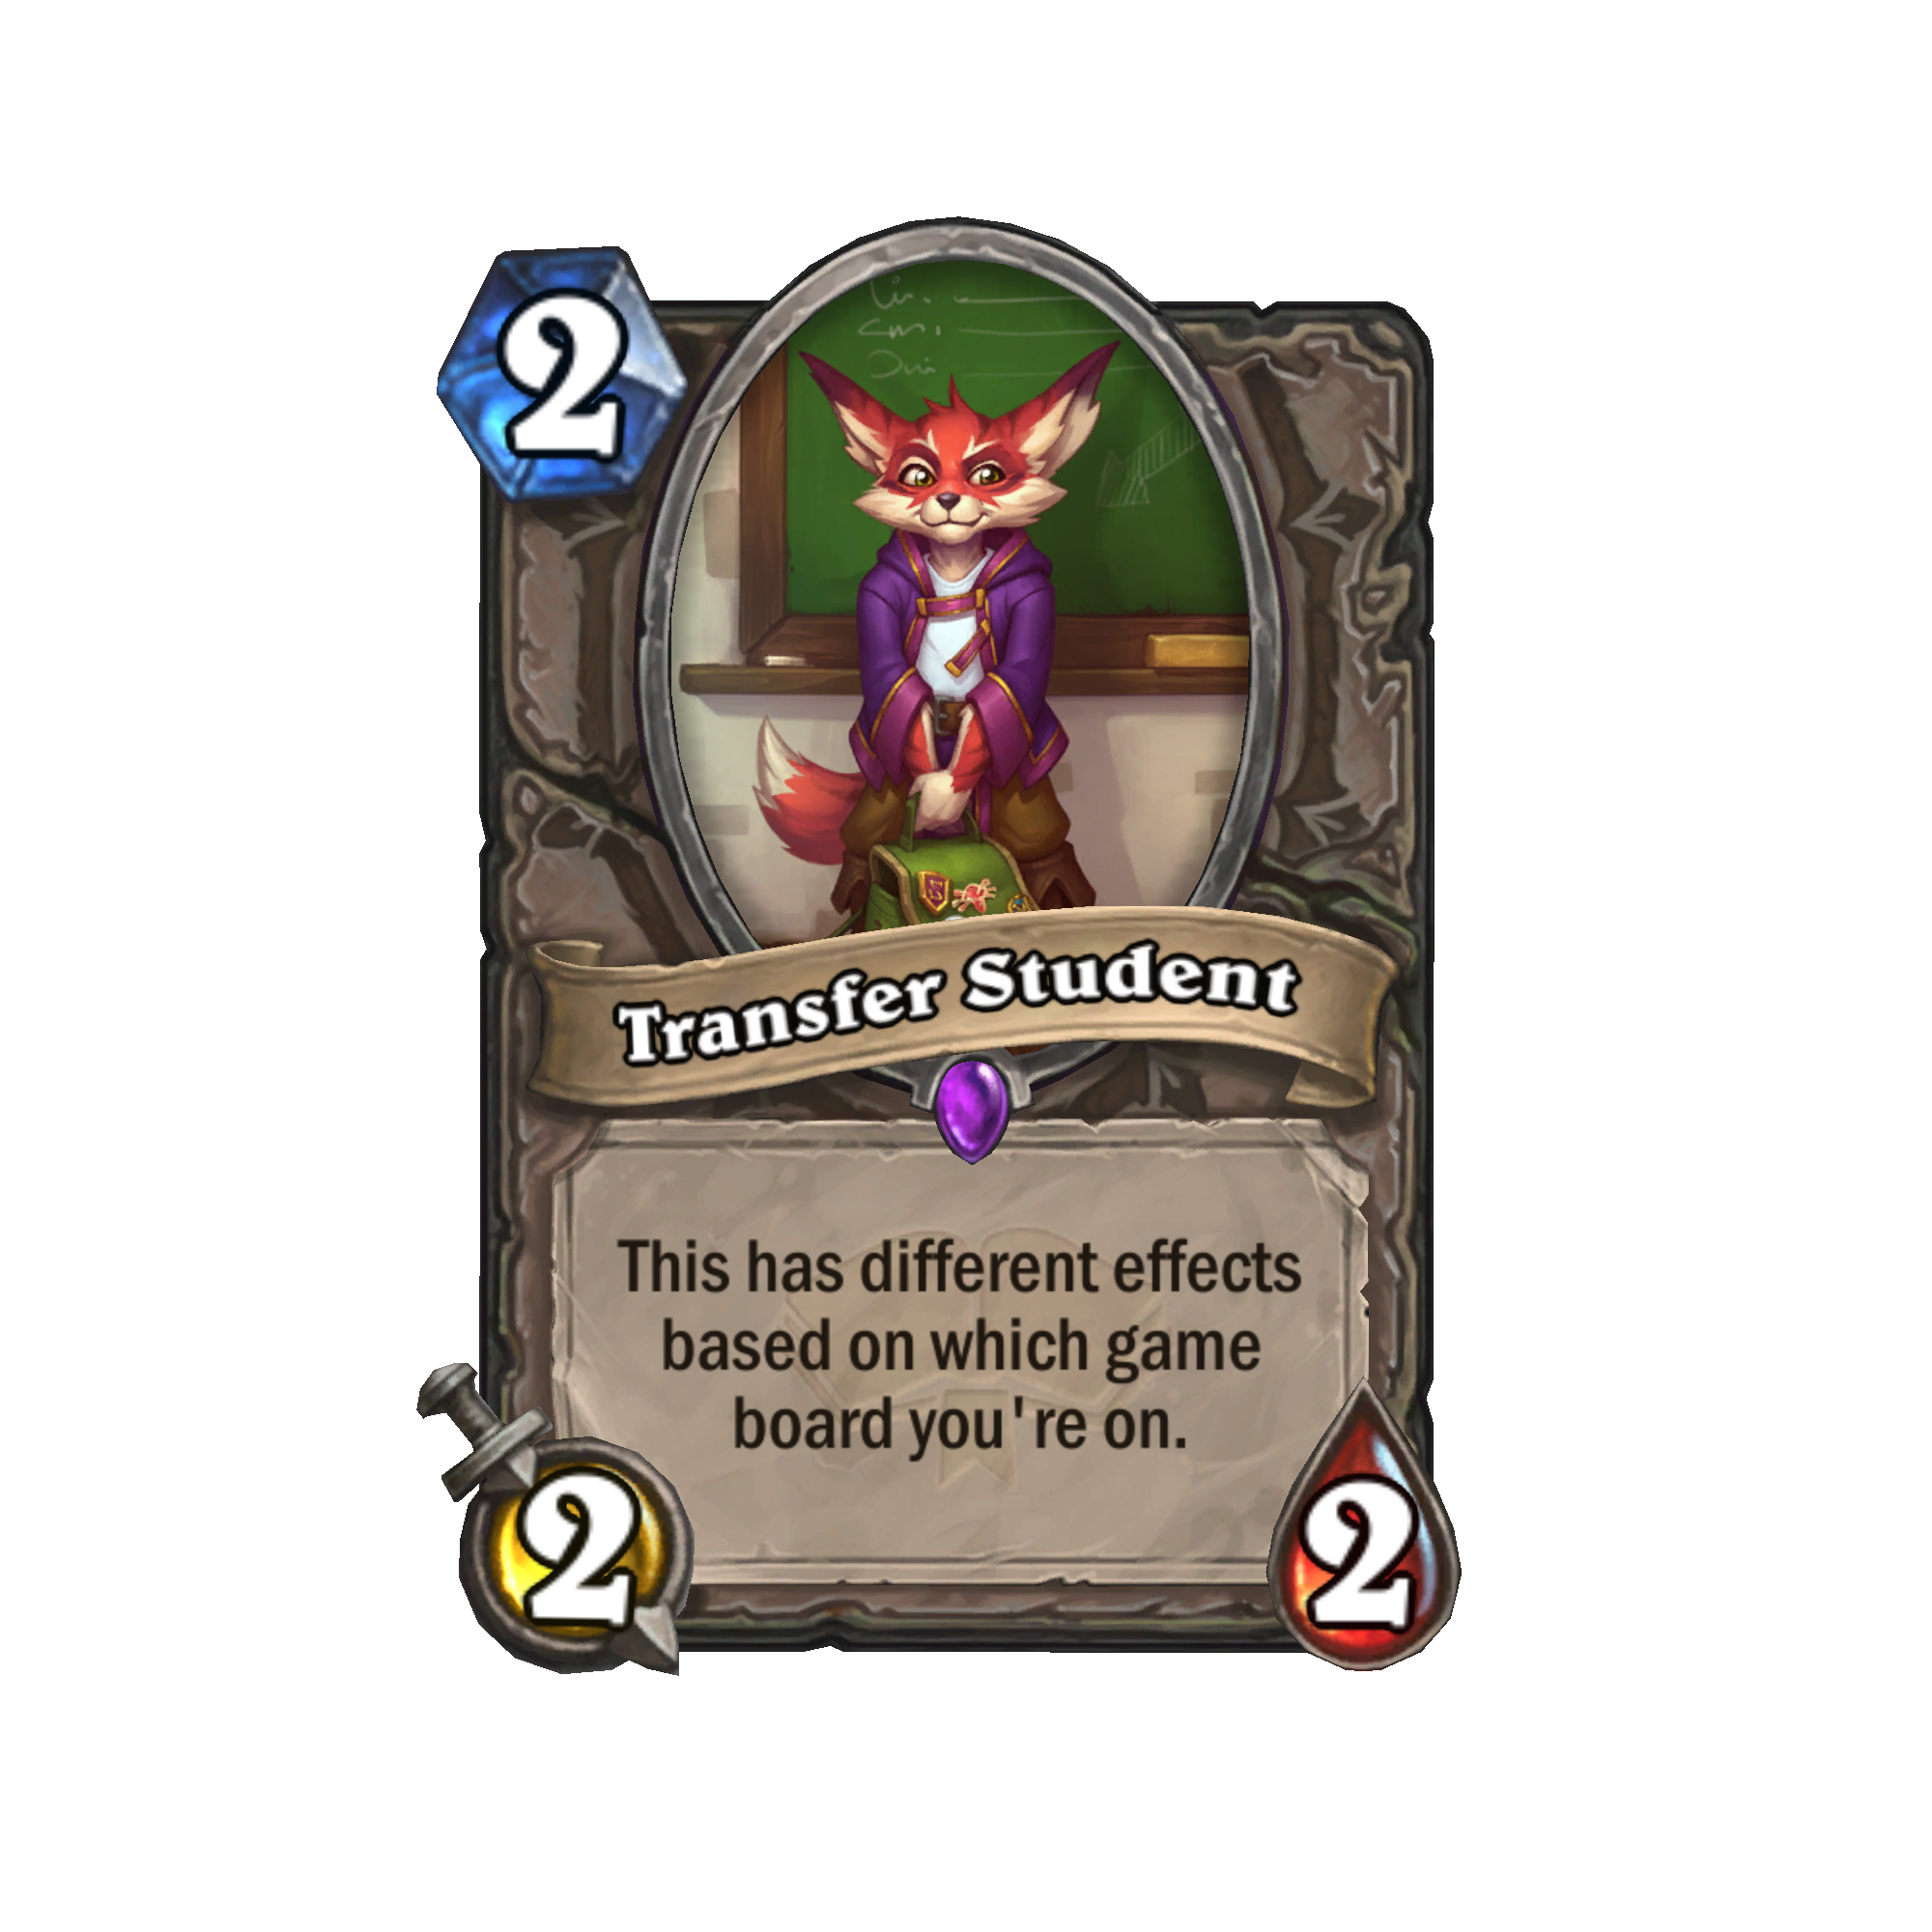 2
Transfer Student
This has different effects
based on which game
board you're on.
2
2